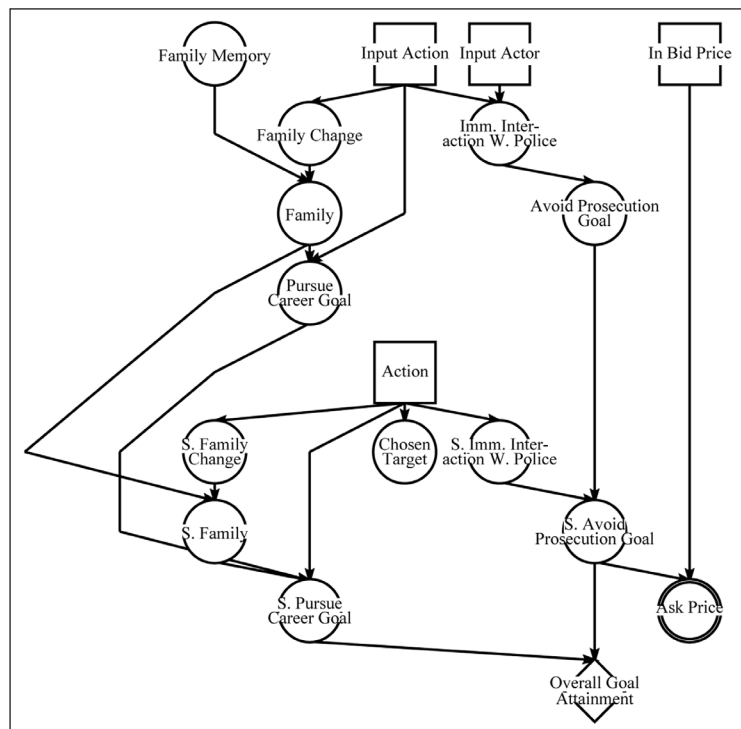 Family Memory
Input Action
Input Actor
In Bid Price
Family Change
Imm. Inter-
action W. Police
Family
Avoid Prosecution
Goal
Pursue
Career Goal
Action
S. Family
Change
Chosen
Target
S. Imm. Inter-
action W. Police
S. Family
S. Avoid
Prosecution Goal
S. Pursue
Career Goal
Ask Price
Overall Goal
Attainment